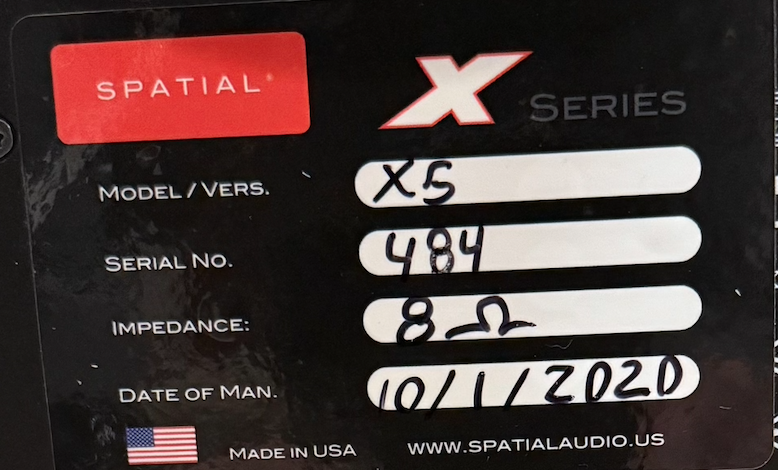 SPATIAL
X SERIES
MODEL / VERS. X5
SERIAL NO. 484
IMPEDANCE: 8 Ω
DATE OF MAN. 10/1/2020
MADE IN USA WWW.SPATIALAUDIO.US